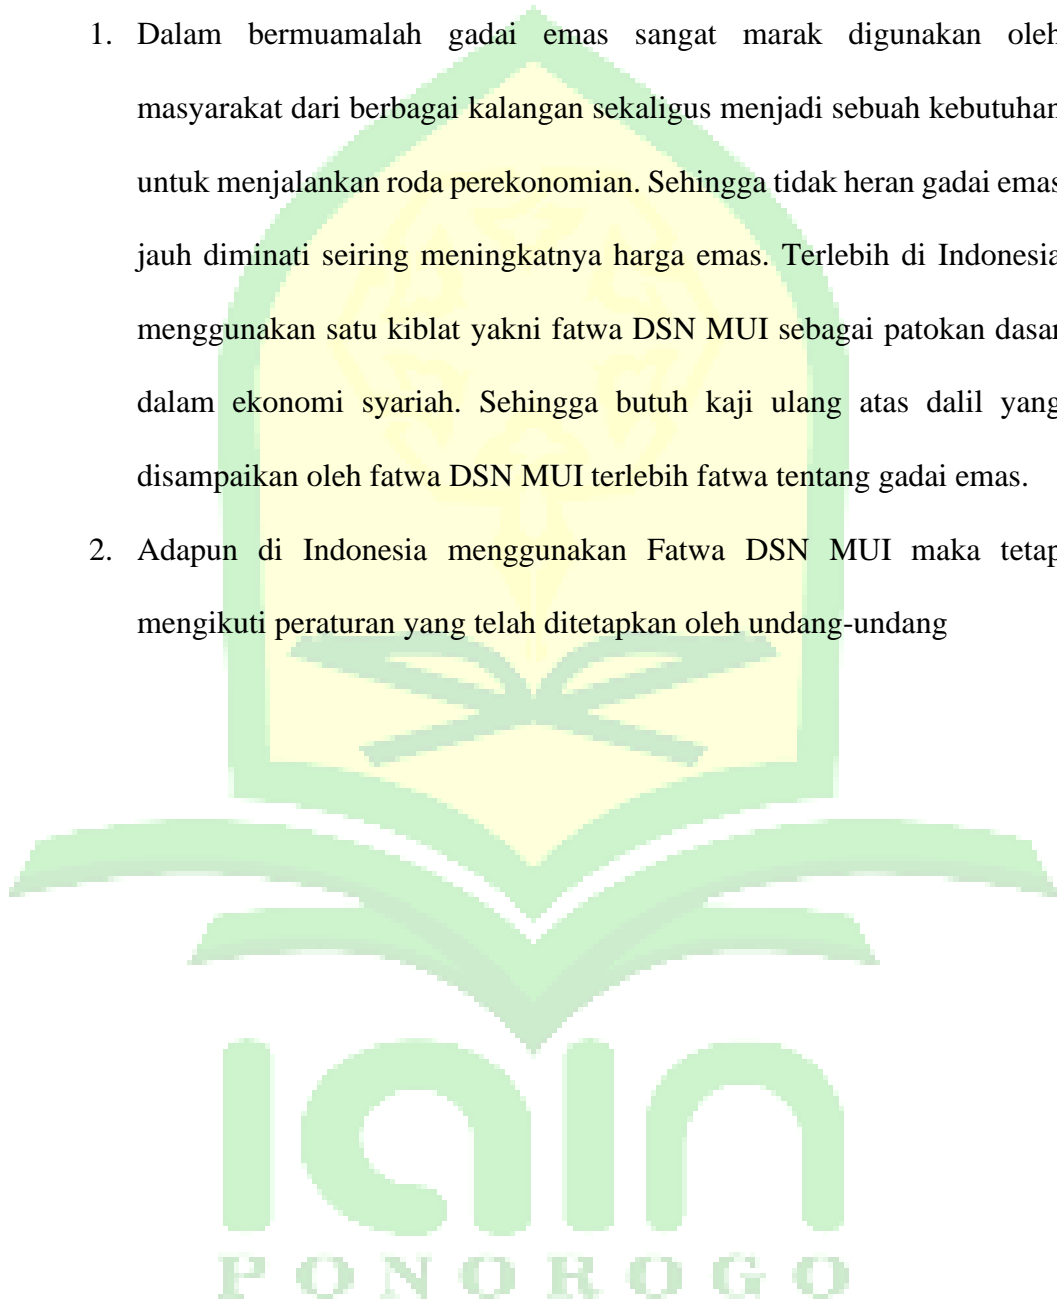 1. Dalam bermuamalah gadai emas sangat marak digunakan oleh
masyarakat dari berbagai kalangan sekaligus menjadi sebuah kebutuhan
untuk menjalankan roda perekonomian. Sehingga tidak heran gadai emas
jauh diminati seiring meningkatnya harga emas. Terlebih di Indonesia
menggunakan satu kiblat yakni fatwa DSN MUI sebagai patokan dasar
dalam ekonomi syariah. Sehingga butuh kaji ulang atas dalil yang
disampaikan oleh fatwa DSN MUI terlebih fatwa tentang gadai emas.
2. Adapun di Indonesia menggunakan Fatwa DSN MUI maka tetap
mengikuti peraturan yang telah ditetapkan oleh undang-undang
iain
PONOROGO